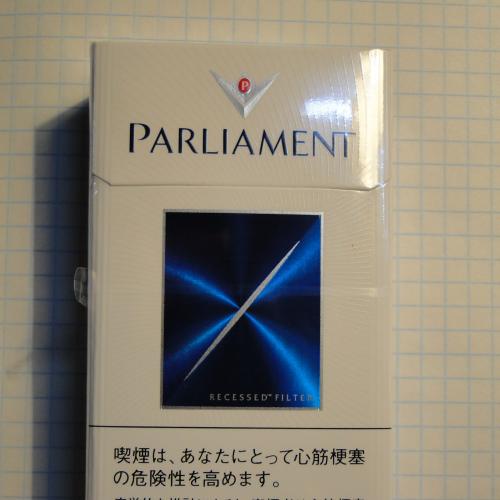 P
PARLIAMENT
RECESSED™ FILTER
喫煙は、あなたにとって心筋梗塞
の危険性を高めます。